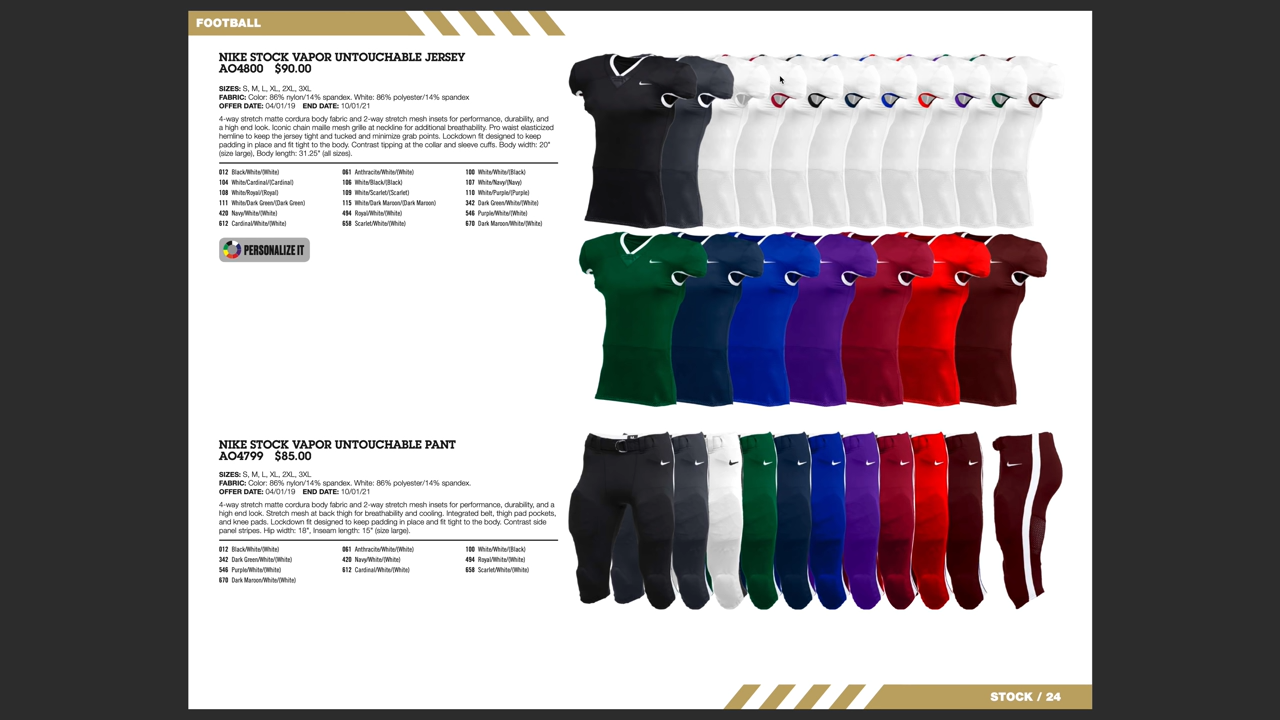 FOOTBALL
NIKE STOCK VAPOR UNTOUCHABLE JERSEY
AO4800 $90.00
SIZES: S, M, L, XL, 2XL, 3XL
FABRIC: Color: 86% nylon/14% spandex. White: 86% polyester/14% spandex
OFFER DATE: 04/01/19 END DATE: 10/01/21
4-way stretch matte cordura body fabric and 2-way stretch mesh insets for performance, durability, and
a high end look. Iconic chain maille mesh grille at neckline for additional breathability. Pro waist elasticized
hemline to keep the jersey tight and tucked and minimize grab points. Lockdown fit designed to keep
padding in place and fit tight to the body. Contrast tipping at the collar and sleeve cuffs. Body width: 20"
(size large), Body length: 31.25" (all sizes).
012 Black/White/(White) 061 Anthracite/White/(White) 100 White/White/(Black)
104 White/Cardinal/(Cardinal) 106 White/Black/(Black) 107 White/Navy/(Navy)
108 White/Royal/(Royal) 109 White/Scarlet/(Scarlet) 110 White/Purple/(Purple)
111 White/Dark Green/(Dark Green) 115 White/Dark Maroon/(Dark Maroon) 342 Dark Green/White/(White)
420 Navy/White/(White) 494 Royal/White/(White) 546 Purple/White/(White)
612 Cardinal/White/(White) 658 Scarlet/White/(White) 670 Dark Maroon/White/(White)
PERSONALIZE IT
NIKE STOCK VAPOR UNTOUCHABLE PANT
AO4799 $85.00
SIZES: S, M, L, XL, 2XL, 3XL
FABRIC: Color: 86% nylon/14% spandex. White: 86% polyester/14% spandex.
OFFER DATE: 04/01/19 END DATE: 10/01/21
4-way stretch matte cordura body fabric and 2-way stretch mesh insets for performance, durability, and a
high end look. Stretch mesh at back thigh for breathability and cooling. Integrated belt, thigh pad pockets,
and knee pads. Lockdown fit designed to keep padding in place and fit tight to the body. Contrast side
panel stripes. Hip width: 18", Inseam length: 15" (size large).
012 Black/White/(White) 061 Anthracite/White/(White) 100 White/White/(Black)
342 Dark Green/White/(White) 420 Navy/White/(White) 494 Royal/White/(White)
546 Purple/White/(White) 612 Cardinal/White/(White) 658 Scarlet/White/(White)
670 Dark Maroon/White/(White)
STOCK / 24